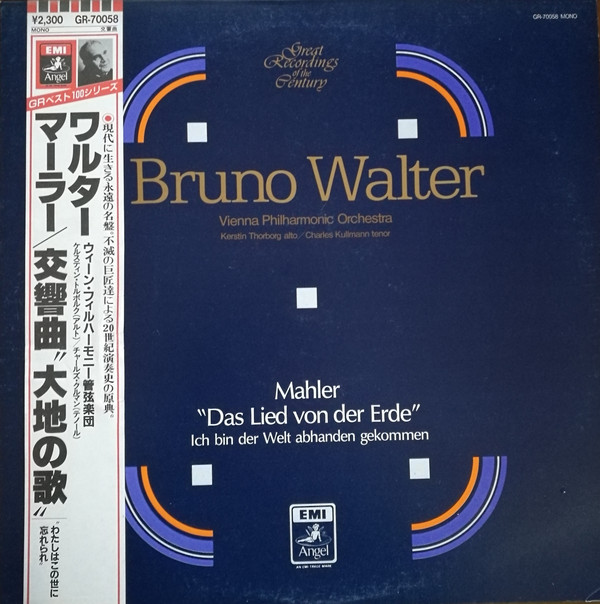 ¥2,300 GR-70058
MONO 交響曲
EMI
Angel
GRベスト100シリーズ
◉現代に生きる永遠の名盤。不滅の巨匠達による20世紀演奏史の原典。
ワルター
ウィーン・フィルハーモニー管弦楽団
ケルスティン・トルボルク(アルト)／チャールズ・クルマン(テノール)
マーラー／交響曲“大地の歌”
“わたしはこの世に
忘れられ”
GR-70058 MONO
Great
Recordings
of the
Century
Bruno Walter
Vienna Philharmonic Orchestra
Kerstin Thorborg alto.／Charles Kullmann tenor
Mahler
“Das Lied von der Erde”
Ich bin der Welt abhanden gekommen
EMI
Angel